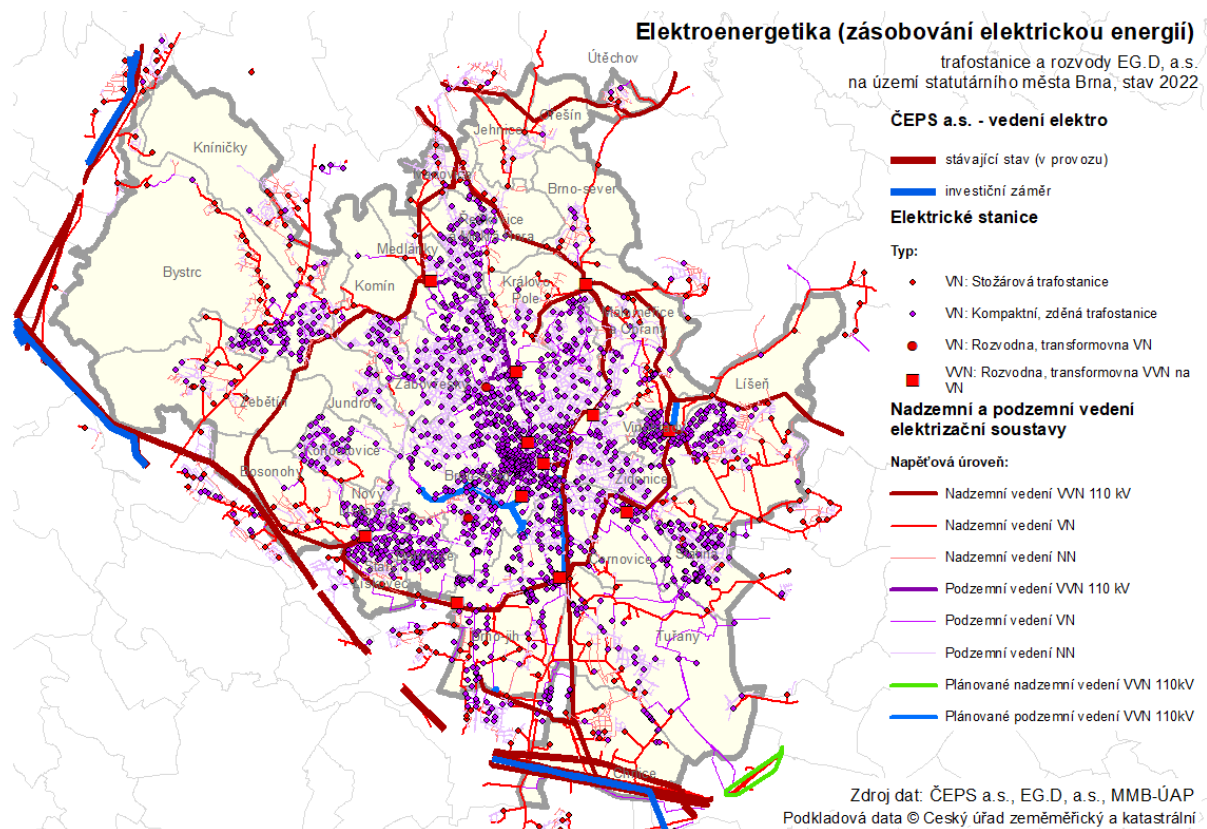 Elektroenergetika (zásobování elektrickou energií)
trafostanice a rozvody EG.D, a.s.
na území statutárního města Brna, stav 2022
ČEPS a.s. - vedení elektro
stávající stav (v provozu)
investiční záměr
Elektrické stanice
Typ:
VN: Stožárová trafostanice
VN: Kompaktní, zděná trafostanice
VN: Rozvodna, transformovna VN
VVN: Rozvodna, transformovna VVN na
VN
Nadzemní a podzemní vedení
elektrizační soustavy
Napěťová úroveň:
Nadzemní vedení VVN 110 kV
Nadzemní vedení VN
Nadzemní vedení NN
Podzemní vedení VVN 110 kV
Podzemní vedení VN
Podzemní vedení NN
Plánované nadzemní vedení VVN 110kV
Plánované podzemní vedení VVN 110kV
Zdroj dat: ČEPS a.s., EG.D, a.s., MMB-ÚAP
Podkladová data © Český úřad zeměměřický a katastrální
Útěchov
Ořešín
Jehnice
Kníničky
Brno-sever
Medlánky
Bystrc
Komín
Královo
Pole
Líšeň
Žebětín
Jundrov
Bosonohy
Nový
Židenice
Tuřany
Brno-jih